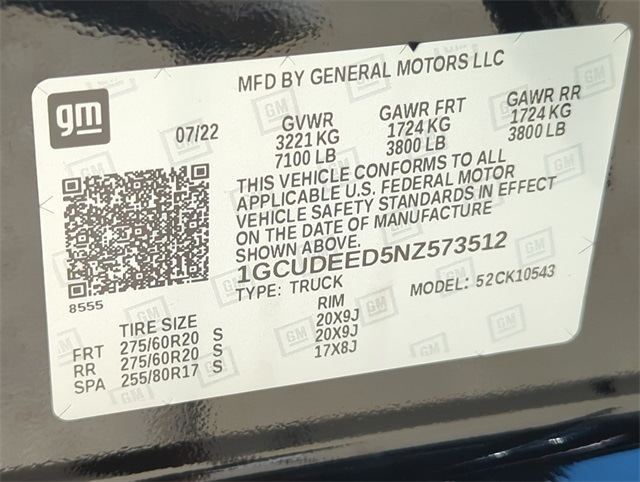 MFD BY GENERAL MOTORS LLC
gm
07/22
GVWR GAWR FRT GAWR RR
3221 KG 1724 KG 1724 KG
7100 LB 3800 LB 3800 LB
THIS VEHICLE CONFORMS TO ALL
APPLICABLE U.S. FEDERAL MOTOR
VEHICLE SAFETY STANDARDS IN EFFECT
ON THE DATE OF MANUFACTURE
SHOWN ABOVE.
1GCUDEED5NZ573512
TYPE: TRUCK MODEL: 52CK10543
8555
TIRE SIZE RIM
FRT 275/60R20 S 20X9J
RR 275/60R20 S 20X9J
SPA 255/80R17 S 17X8J